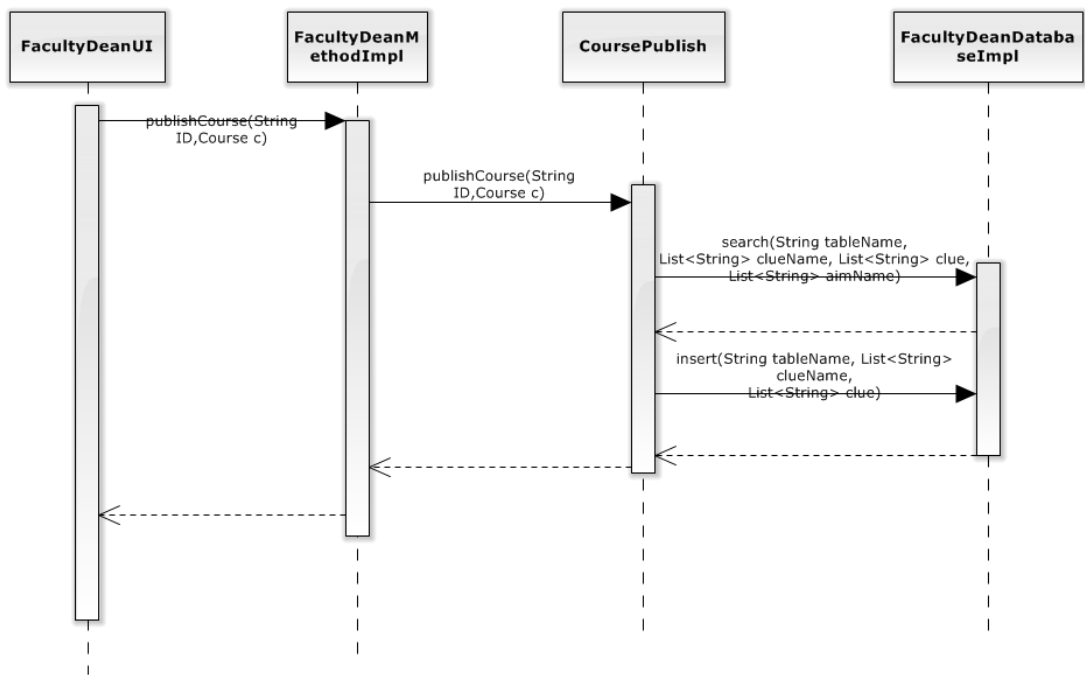 FacultyDeanUI
FacultyDeanM
ethodImpl
CoursePublish
FacultyDeanDataba
seImpl
publishCourse(String
ID,Course c)
publishCourse(String
ID,Course c)
search(String tableName,
List<String> clueName, List<String> clue,
List<String> aimName)
insert(String tableName, List<String>
clueName,
List<String> clue)